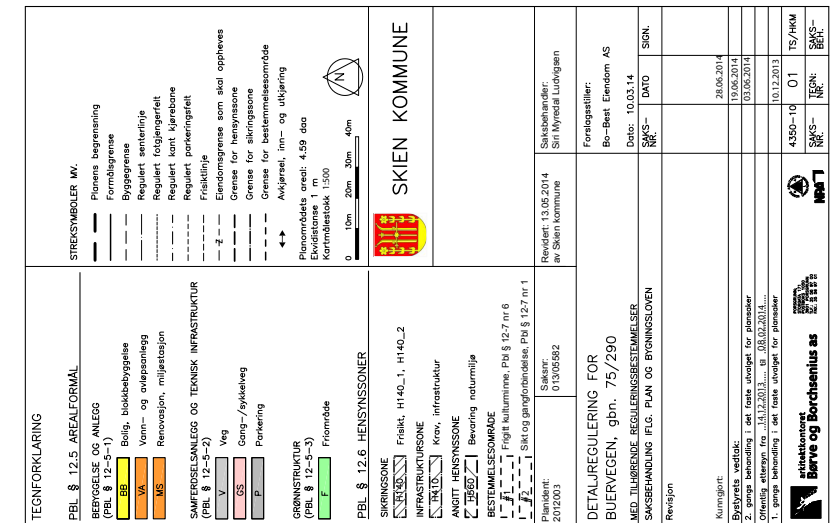 TEGNFORKLARING
PBL § 12.5 AREALFORMÅL
BEBYGGELSE OG ANLEGG
(PBL § 12-5-1)
BB Bolig, blokkbebyggelse
VA Vann- og avløpsanlegg
MS Renovasjon, miljøstasjon
SAMFERDSELSANLEGG OG TEKNISK INFRASTRUKTUR
(PBL § 12-5-2)
V Veg
GS Gang-/sykkelveg
P Parkering
GRØNNSTRUKTUR
(PBL § 12-5-3)
F Friområde
PBL § 12.6 HENSYNSSONER
SIKRINGSONE
H140 Frisikt, H140_1, H140_2
INFRASTRUKTURSONE
H410 Krav, infrastruktur
ANGITT HENSYNSSONE
H560 Bevaring naturmiljø
BESTEMMELSESOMRÅDE
#1 Frigitt kulturminne, Pbl § 12-7 nr 6
#2 Sikt og gangforbindelse, Pbl § 12-7 nr 1
STREKSYMBOLER MV.
Planens begrensning
Formålsgrense
Byggegrense
Regulert senterlinje
Regulert fotgjengerfelt
Regulert kant kjørebane
Regulert parkeringsfelt
Frisiktlinje
Eiendomsgrense som skal oppheves
Grense for hensynssone
Grense for sikringssone
Grense for bestemmelsesområde
Avkjørsel, inn- og utkjøring
Planområdets areal: 4.59 daa
Ekvidistanse 1 m
Kartmålestokk 1:500
0 10m 20m 30m 40m
N
SKIEN KOMMUNE
Planident:
2012003
Saksnr:
013/05582
Revidert: 13.05.2014
av Skien kommune
Saksbehandler:
Siri Myredal Ludvigsen
DETALJREGULERING FOR
BUERVEGEN, gbn. 75/290
Forslagsstiller:
Bo-Best Eiendom AS
Dato: 10.03.14
MED TILHØRENDE REGULERINGSBESTEMMELSER
SAKSBEHANDLING IFLG. PLAN OG BYGNINGSLOVEN
SAKS-
NR.
DATO
SIGN.
Revisjon
Kunngjort: 28.06.2014
Bystyrets vedtak: 19.06.2014
2. gangs behandling i det faste utvalget for plansaker 03.06.2014
Offentlig ettersyn fra 14.12.2013 til 08.02.2014
1. gangs behandling i det faste utvalget for plansaker 10.12.2013
arkitektkontoret
Børve og Borchsenius as
4350-10
SAKS-
NR.
01
TEGN:
NR.
TS/HKM
SAKS-
BEH.